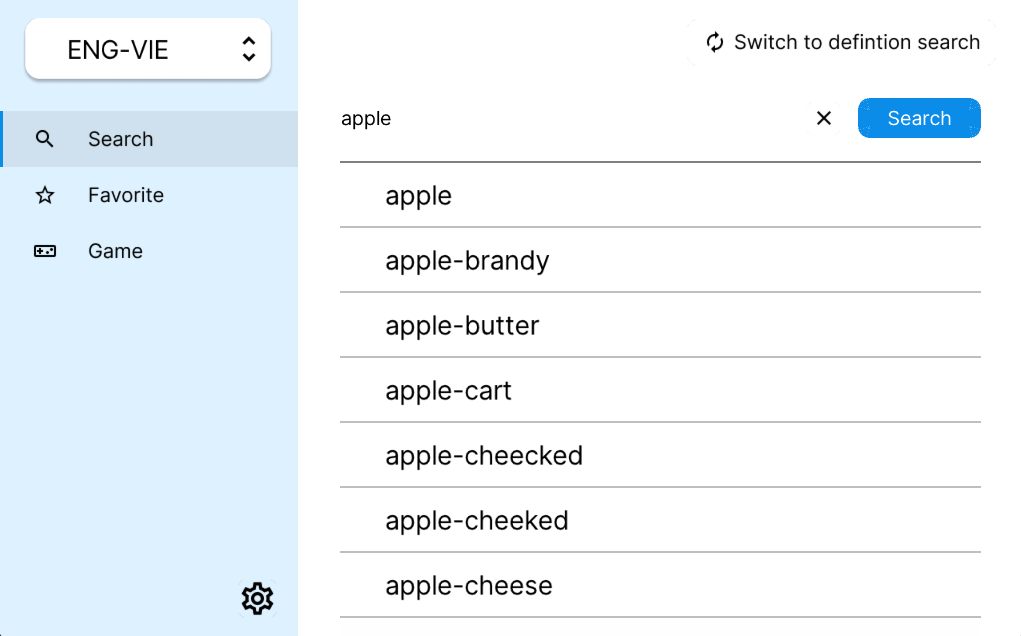 ENG-VIE
Search
Favorite
Game
Switch to defintion search
apple
Search
apple
apple-brandy
apple-butter
apple-cart
apple-cheecked
apple-cheeked
apple-cheese